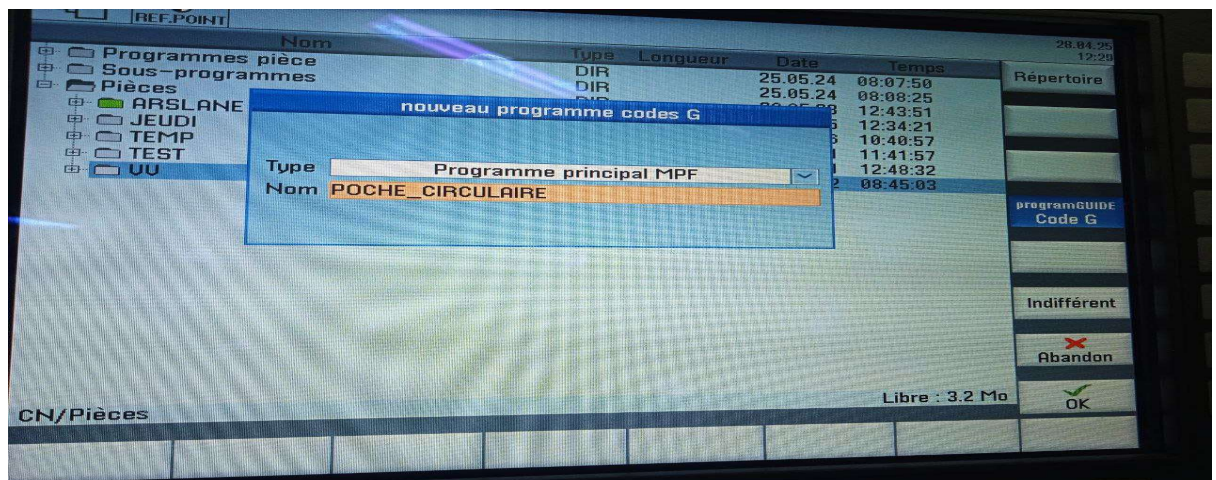 REF.POINT
28.04.25
12:29
Nom Type Longueur Date Temps
Programmes pièce DIR 25.05.24 08:07:50
Sous-programmes DIR 25.05.24 08:08:25
Pièces 12:43:51
ARSLANE 12:34:21
JEUDI 10:40:57
TEMP 11:41:57
TEST 12:48:32
UU 08:45:03
nouveau programme codes G
Type Programme principal MPF
Nom POCHE_CIRCULAIRE
Répertoire
programGUIDE
Code G
Indifférent
Abandon
OK
CN/Pièces
Libre : 3.2 Mo